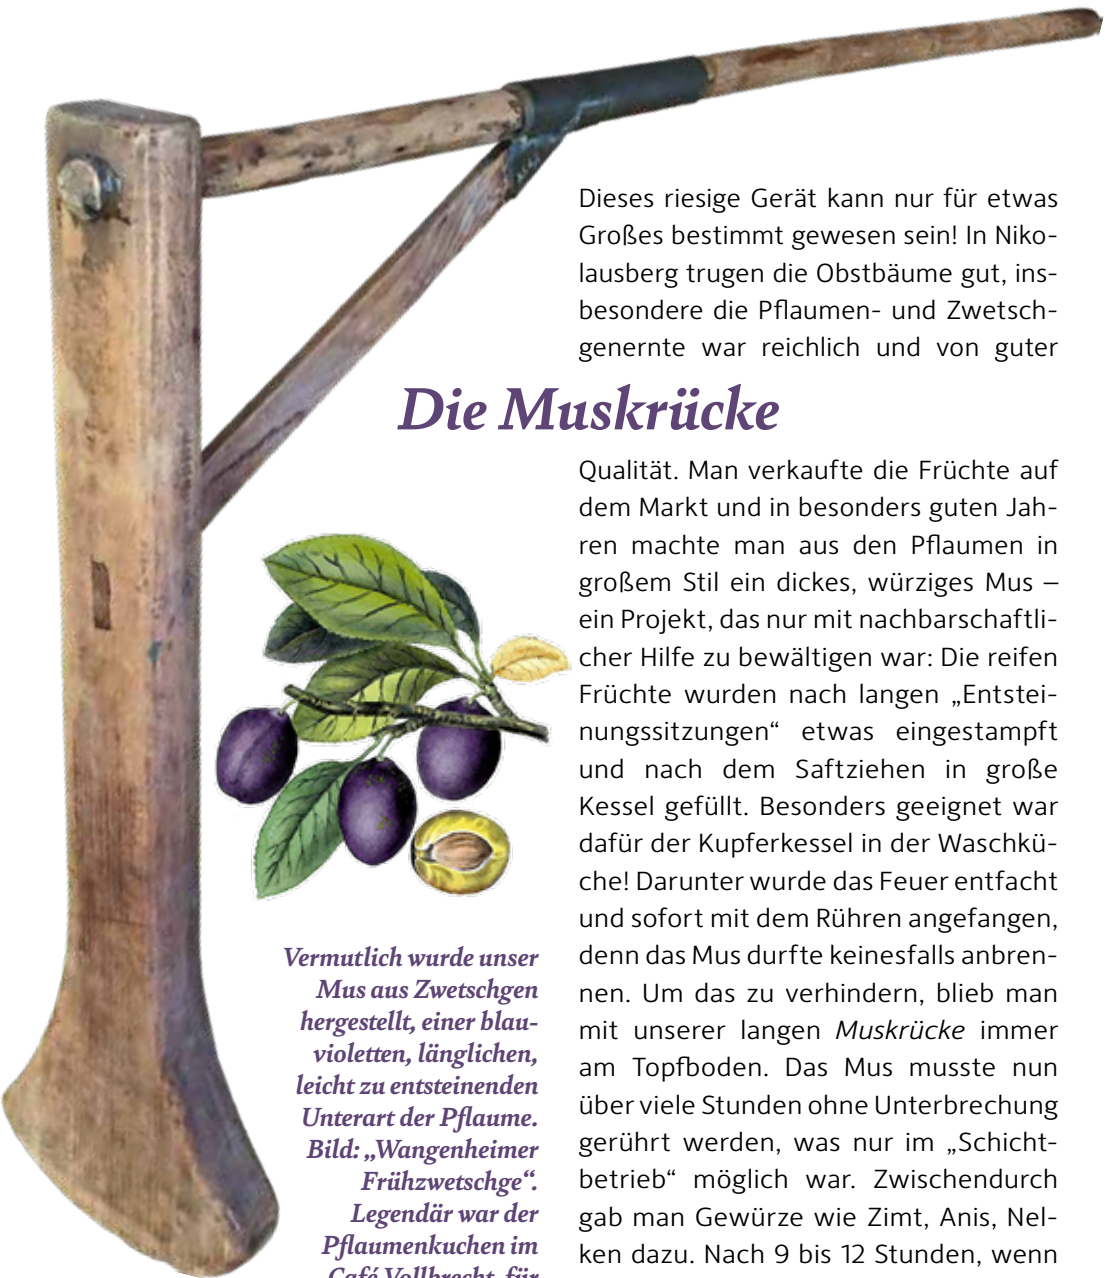 Dieses riesige Gerät kann nur für etwas
Großes bestimmt gewesen sein! In Niko-
lausberg trugen die Obstbäume gut, ins-
besondere die Pflaumen- und Zwetsch-
genernte war reichlich und von guter
Die Muskrücke
Qualität. Man verkaufte die Früchte auf
dem Markt und in besonders guten Jah-
ren machte man aus den Pflaumen in
großem Stil ein dickes, würziges Mus –
ein Projekt, das nur mit nachbarschaftli-
cher Hilfe zu bewältigen war: Die reifen
Früchte wurden nach langen „Entstei-
nungssitzungen“ etwas eingestampft
und nach dem Saftziehen in große
Kessel gefüllt. Besonders geeignet war
dafür der Kupferkessel in der Waschkü-
che! Darunter wurde das Feuer entfacht
und sofort mit dem Rühren angefangen,
denn das Mus durfte keinesfalls anbren-
nen. Um das zu verhindern, blieb man
mit unserer langen Muskrücke immer
am Topfboden. Das Mus musste nun
über viele Stunden ohne Unterbrechung
gerührt werden, was nur im „Schicht-
betrieb“ möglich war. Zwischendurch
gab man Gewürze wie Zimt, Anis, Nel-
ken dazu. Nach 9 bis 12 Stunden, wenn
Vermutlich wurde unser
Mus aus Zwetschgen
hergestellt, einer blau-
violetten, länglichen,
leicht zu entsteinenden
Unterart der Pflaume.
Bild: „Wangenheimer
Frühzwetschge“.
Legendär war der
Pflaumenkuchen im
Café Vollbrecht, für